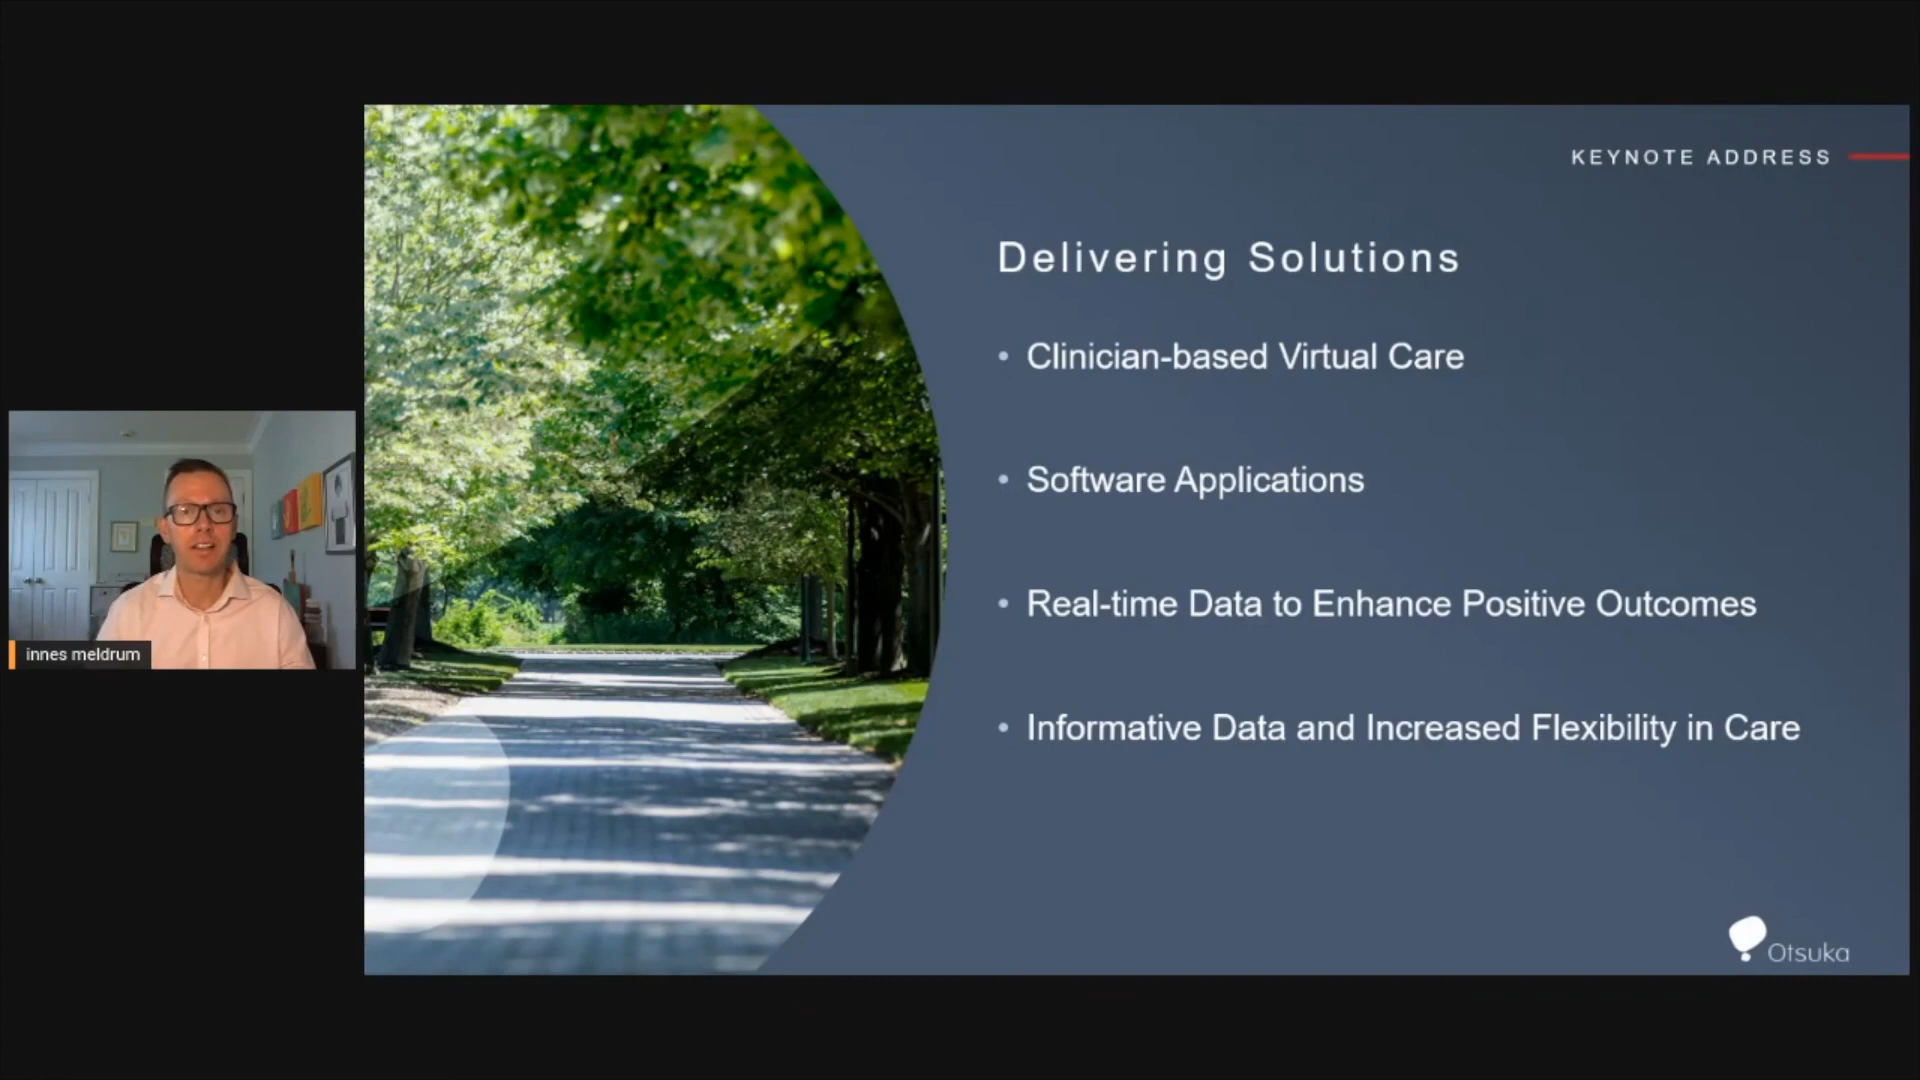 KEYNOTE ADDRESS
Delivering Solutions
• Clinician-based Virtual Care
• Software Applications
• Real-time Data to Enhance Positive Outcomes
• Informative Data and Increased Flexibility in Care
innes meldrum
Otsuka